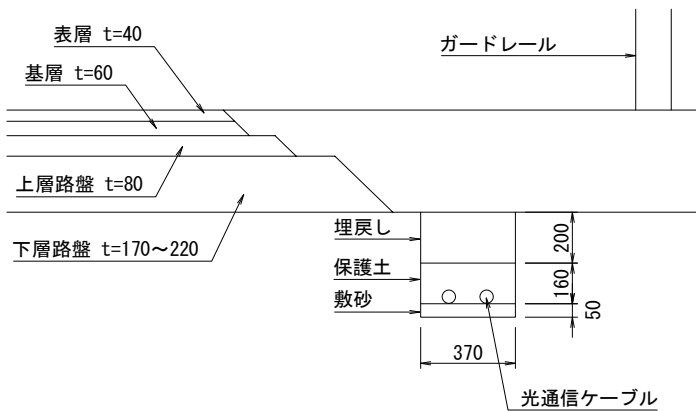 表層 t=40
ガードレール
基層 t=60
上層路盤 t=80
下層路盤 t=170～220
埋戻し
保護土
敷砂
200
160
50
370
光通信ケーブル